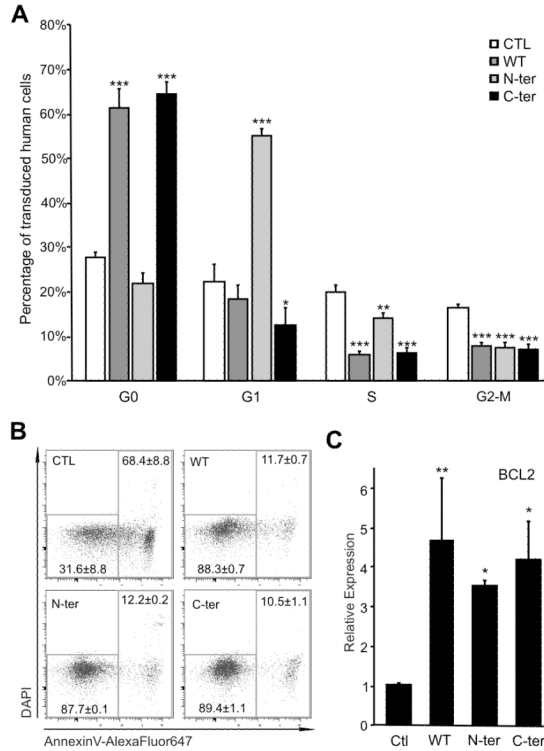 A
Percentage of transduced human cells
80%
70%
60%
50%
40%
30%
20%
10%
0%
CTL
WT
N-ter
C-ter
*** ***
***
*
*** ** ***
*** *** ***
G0 G1 S G2-M
B
CTL 68.4±8.8
31.6±8.8
WT 11.7±0.7
88.3±0.7
N-ter 12.2±0.2
87.7±0.1
C-ter 10.5±1.1
89.4±1.1
DAPI
AnnexinV-AlexaFluor647
C
BCL2
Relative Expression
6
5
4
3
2
1
0
**
*
*
Ctl WT N-ter C-ter